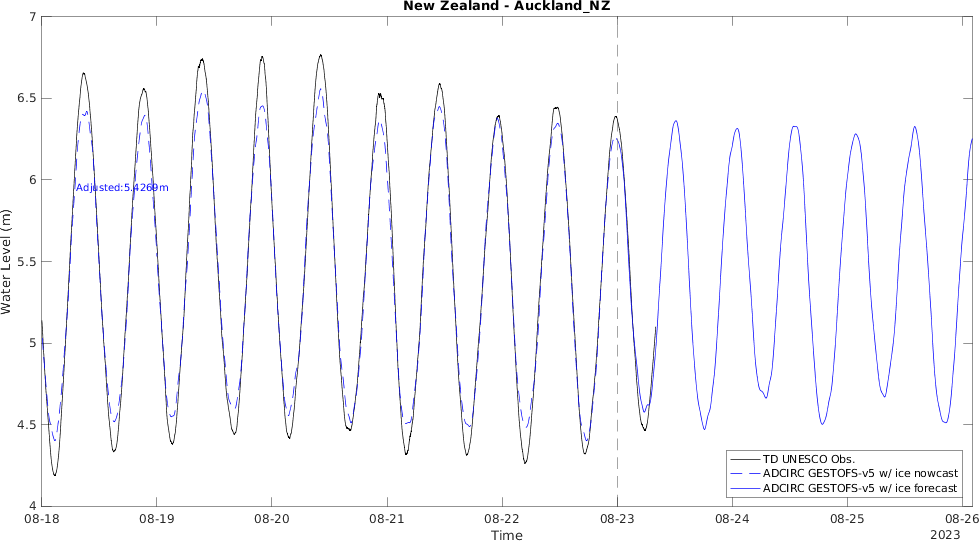 New Zealand - Auckland_NZ
7
6.5
6
5.5
5
4.5
4
Water Level (m)
Adjusted:5.4269m
TD UNESCO Obs.
ADCIRC GESTOFS-v5 w/ ice nowcast
ADCIRC GESTOFS-v5 w/ ice forecast
08-18 08-19 08-20 08-21 08-22 08-23 08-24 08-25 08-26
Time
2023